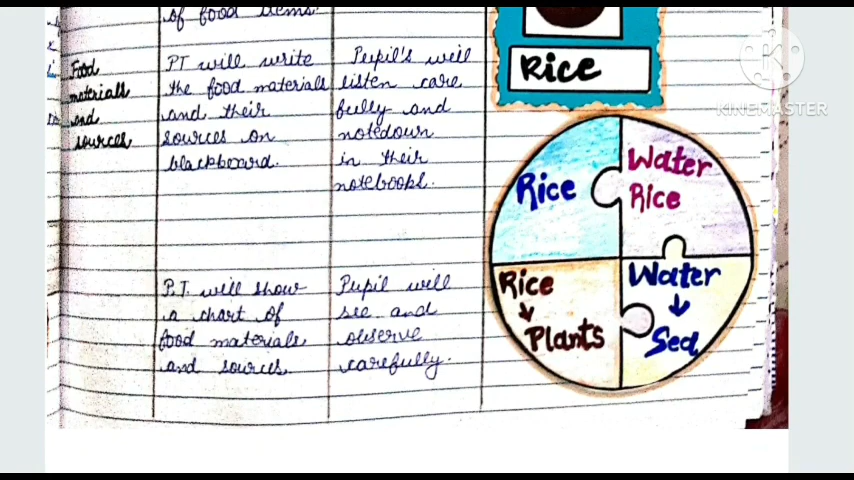 of food items.
Food
materials
and
sources
PT will write
the food materials
and their
sources on
blackboard.
Pupil's will
listen care
fully and
notedown
in their
notebooks.
P.T. will show
a chart of
food materials
and sources.
Pupil will
see and
observe
carefully.
Rice
Rice
Water
Rice
Rice
↓
Plants
Water
↓
Sea
KINEMASTER